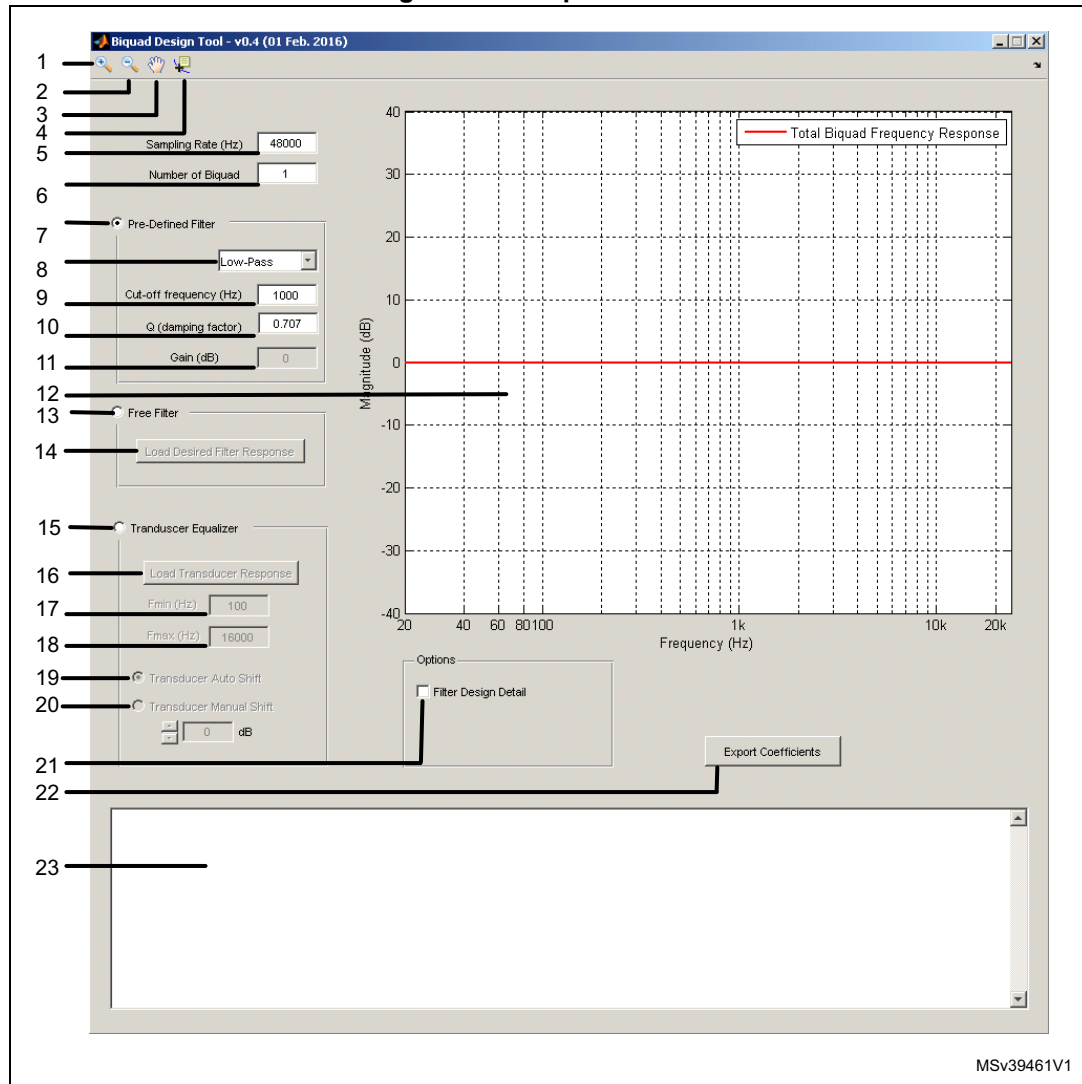 Biquad Design Tool - v0.4 (01 Feb. 2016)
1
2
3
4
5
Sampling Rate (Hz)
48000
6
Number of Biquad
1
7
Pre-Defined Filter
8
Low-Pass
9
Cut-off frequency (Hz)
1000
10
Q (damping factor)
0.707
11
Gain (dB)
0
12
13
Free Filter
14
Load Desired Filter Response
15
Tranduscer Equalizer
16
Load Transducer Response
17
Fmin (Hz)
100
18
Fmax (Hz)
16000
19
Transducer Auto Shift
20
Transducer Manual Shift
0
dB
Total Biquad Frequency Response
Magnitude (dB)
40
30
20
10
0
-10
-20
-30
-40
20 40 60 80 100 1k 10k 20k
Frequency (Hz)
Options
Filter Design Detail
21
Export Coefficients
22
23
MSv39461V1